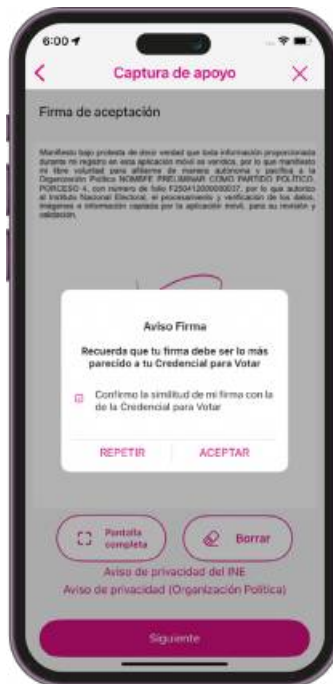 6:00
Captura de apoyo
Firma de aceptación
Manifiesto bajo protesta de decir verdad que toda información proporcionada
durante mi registro en esta aplicación móvil es verídica, por lo que manifiesto
mi libre voluntad para afiliarme de manera autónoma y pacífica a la
Organización Política NOMBRE PRELIMINAR COMO PARTIDO POLÍTICO,
con número de folio por lo que autorizo
al Instituto Nacional Electoral, el procesamiento y verificación de los datos,
imágenes e información captada por la aplicación móvil, para su revisión y
validación.
Aviso Firma
Recuerda que tu firma debe ser lo más
parecido a tu Credencial para Votar
Confirmo la similitud de mi firma con la
de la Credencial para Votar
REPETIR ACEPTAR
Pantalla
completa
Borrar
Aviso de privacidad del INE
Aviso de privacidad (Organización Política)
Siguiente